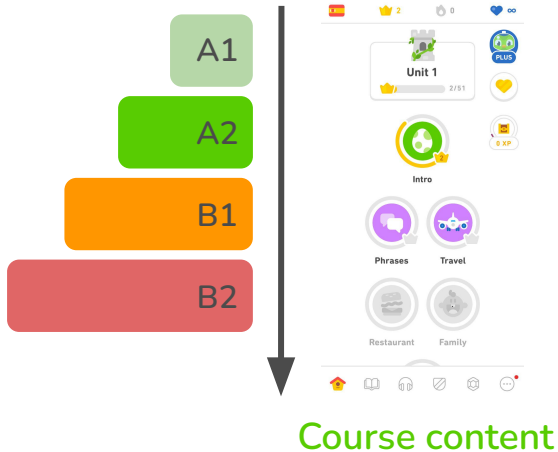 A1
A2
B1
B2
2
0
∞
PLUS
Unit 1
2/51
0 XP
2
Intro
Phrases
Travel
Restaurant
Family
Course content